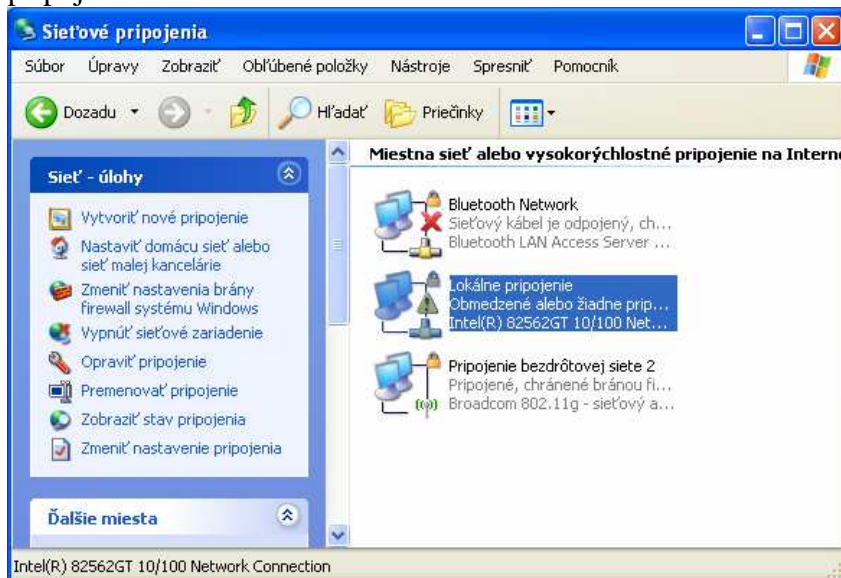 Sieťové pripojenia
Súbor Úpravy Zobraziť Obľúbené položky Nástroje Spresniť Pomocník
Dozadu Hľadať Priečinky
Sieť - úlohy
Vytvoriť nové pripojenie
Nastaviť domácu sieť alebo
sieť malej kancelárie
Zmeniť nastavenia brány
firewall systému Windows
Vypnúť sieťové zariadenie
Opraviť pripojenie
Premenovať pripojenie
Zobraziť stav pripojenia
Zmeniť nastavenie pripojenia
Ďalšie miesta
Miestna sieť alebo vysokorýchlostné pripojenie na Interne
Bluetooth Network
Sieťový kábel je odpojený, ch...
Bluetooth LAN Access Server ...
Lokálne pripojenie
Obmedzené alebo žiadne prip...
Intel(R) 82562GT 10/100 Net...
Pripojenie bezdrôtovej siete 2
Pripojené, chránené bránou fi...
Broadcom 802.11g - sieťový a...
Intel(R) 82562GT 10/100 Network Connection